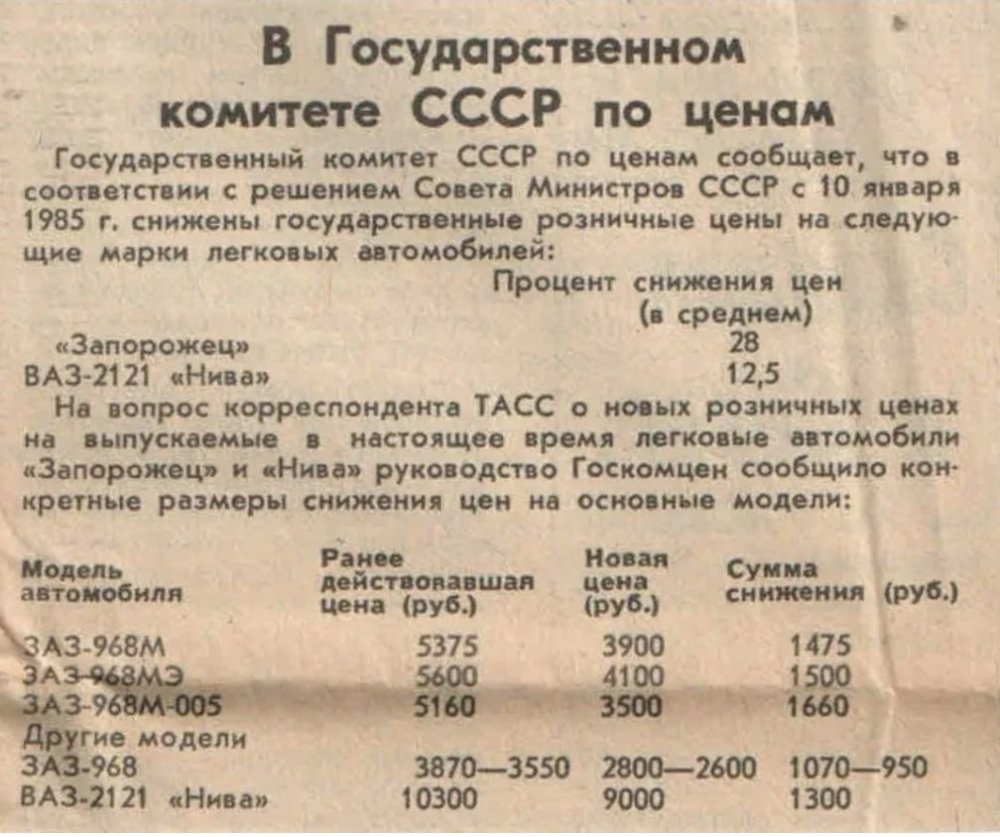 В Государственном
комитете СССР по ценам
Государственный комитет СССР по ценам сообщает, что в
соответствии с решением Совета Министров СССР с 10 января
1985 г. снижены государственные розничные цены на следую-
щие марки легковых автомобилей:
Процент снижения цен
(в среднем)
«Запорожец» 28
ВАЗ-2121 «Нива» 12,5
На вопрос корреспондента ТАСС о новых розничных ценах
на выпускаемые в настоящее время легковые автомобили
«Запорожец» и «Нива» руководство Госкомцен сообщило кон-
кретные размеры снижения цен на основные модели:
Модель автомобиля
Ранее действовавшая цена (руб.)
Новая цена (руб.)
Сумма снижения (руб.)
ЗАЗ-968М 5375 3900 1475
ЗАЗ-968МЭ 5600 4100 1500
ЗАЗ-968М-005 5160 3500 1660
Другие модели
ЗАЗ-968 3870—3550 2800—2600 1070—950
ВАЗ-2121 «Нива» 10300 9000 1300